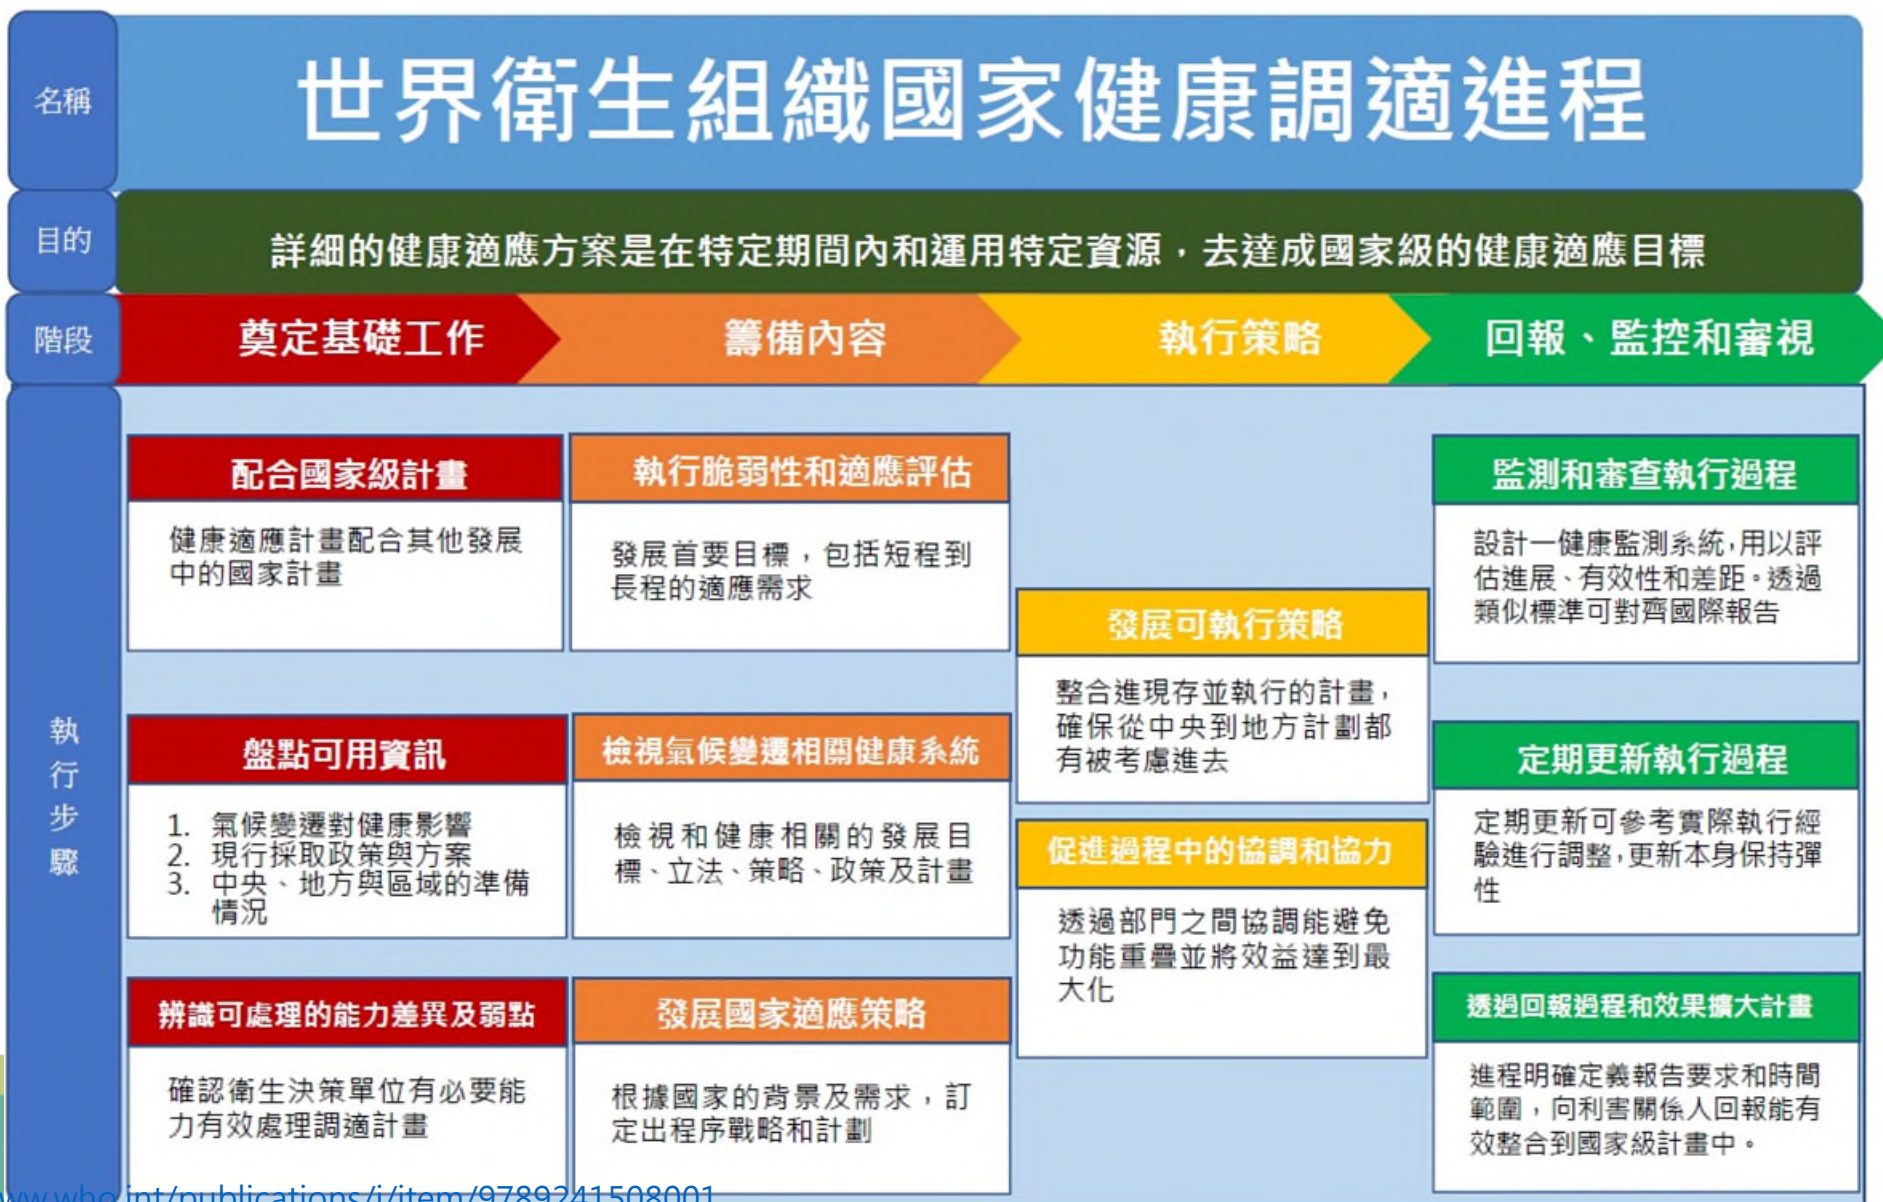 名稱
世界衛生組織國家健康調適進程
目的
詳細的健康適應方案是在特定期間內和運用特定資源，去達成國家級的健康適應目標
階段
奠定基礎工作
籌備內容
執行策略
回報、監控和審視
執
行
步
驟
配合國家級計畫
健康適應計畫配合其他發展
中的國家計畫
盤點可用資訊
1. 氣候變遷對健康影響
2. 現行採取政策與方案
3. 中央、地方與區域的準備
情況
辨識可處理的能力差異及弱點
確認衛生決策單位有必要能
力有效處理調適計畫
執行脆弱性和適應評估
發展首要目標，包括短程到
長程的適應需求
檢視氣候變遷相關健康系統
檢視和健康相關的發展目
標、立法、策略、政策及計畫
發展國家適應策略
根據國家的背景及需求，訂
定出程序戰略和計劃
發展可執行策略
整合進現存並執行的計畫，
確保從中央到地方計劃都
有被考慮進去
促進過程中的協調和協力
透過部門之間協調能避免
功能重疊並將效益達到最
大化
監測和審查執行過程
設計一健康監測系統，用以評
估進展、有效性和差距。透過
類似標準可對齊國際報告
定期更新執行過程
定期更新可參考實際執行經
驗進行調整，更新本身保持彈
性
透過回報過程和效果擴大計畫
進程明確定義報告要求和時間
範圍，向利害關係人回報能有
效整合到國家級計畫中。
ww.who.int/publications/i/item/9789241508001